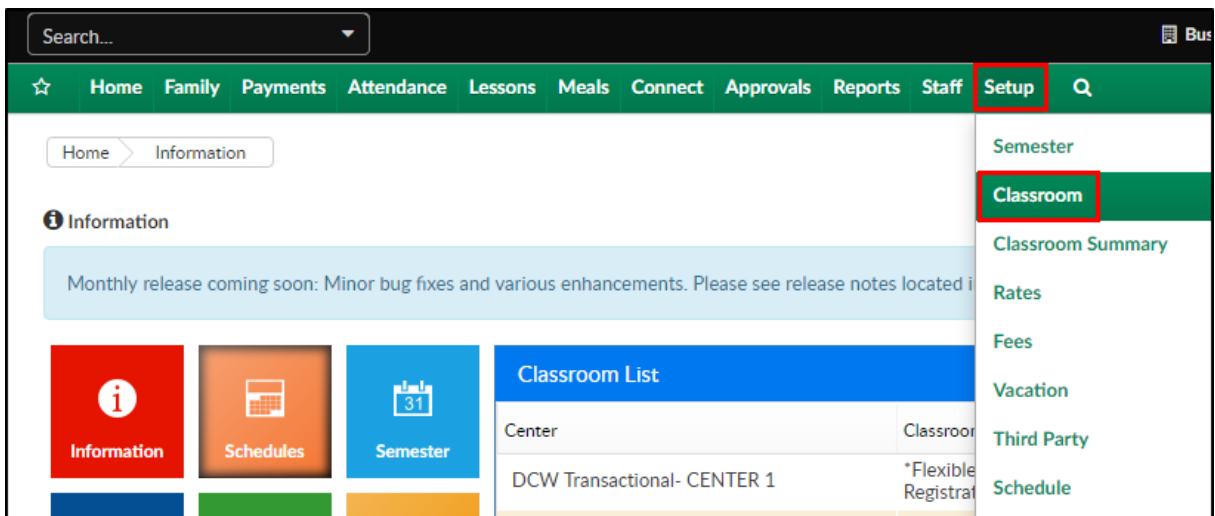 Search...
Bus
Home Family Payments Attendance Lessons Meals Connect Approvals Reports Staff Setup
Home Information
Information
Monthly release coming soon: Minor bug fixes and various enhancements. Please see release notes located i
Information
Schedules
31
Semester
Classroom List
Center Classroor
DCW Transactional- CENTER 1 *Flexible
Registrat
Semester
Classroom
Classroom Summary
Rates
Fees
Vacation
Third Party
Schedule